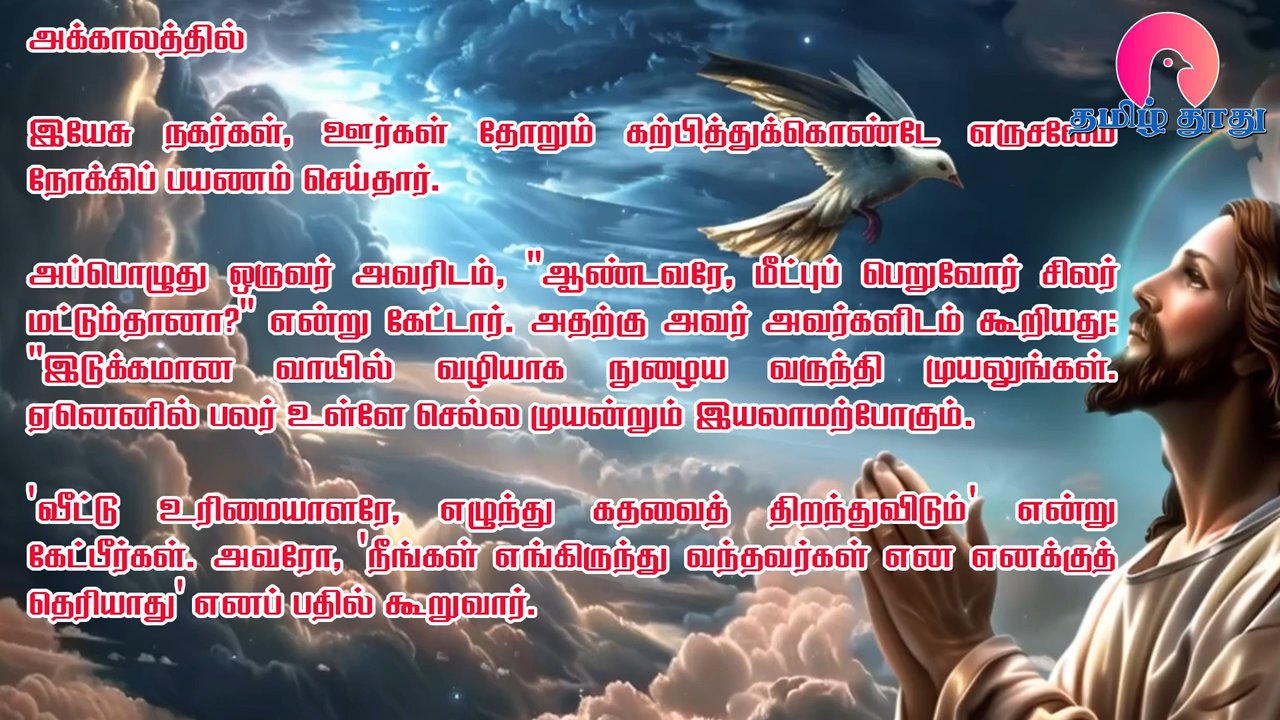 அக்காலத்தில்
தமிழ் தூது
இயேசு நகர்கள், ஊர்கள் தோறும் கற்பித்துக்கொண்டே
நோக்கிப் பயணம் செய்தார்.
அப்பொழுது ஒருவர் அவரிடம், "ஆண்டவரே, மீட்புப் பெறுவோர் சிலர்
மட்டும்தானா?" என்று கேட்டார். அதற்கு அவர் அவர்களிடம் கூறியது:
"இடுக்கமான வாயில் வழியாக நுழைய வருந்தி முயலுங்கள்.
ஏனெனில் பலர் உள்ளே செல்ல முயன்றும் இயலாமற்போகும்.
'வீட்டு உரிமையாளரே, எழுந்து கதவைத் திறந்துவிடும்' என்று
கேட்பீர்கள். அவரோ, 'நீங்கள் எங்கிருந்து வந்தவர்கள் என எனக்குத்
தெரியாது' எனப் பதில் கூறுவார்.